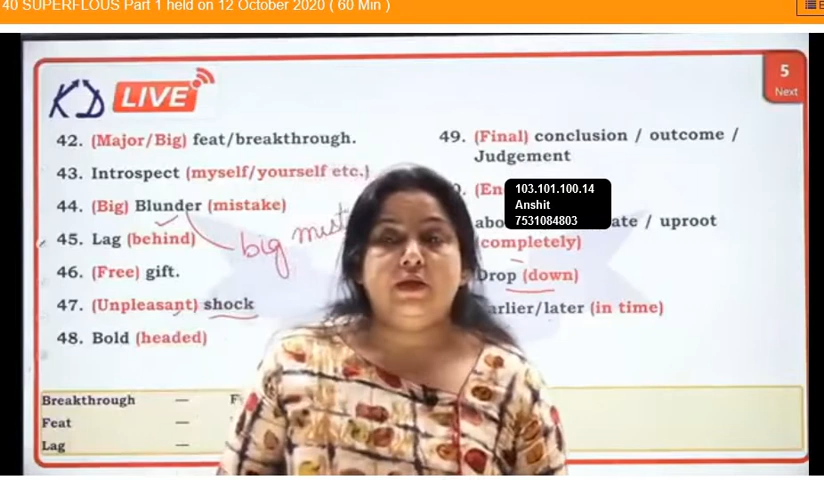 40 SUPERFLOUS Part 1 held on 12 October 2020 ( 60 Min )
5
Next
KD LIVE
42. (Major/Big) feat/breakthrough.
43. Introspect (myself/yourself etc.)
44. (Big) Blunder (mistake)
45. Lag (behind)
big
46. (Free) gift.
47. (Unpleasant) shock
48. Bold (headed)
49. (Final) conclusion / outcome /
Judgement
103.101.100.14
Anshit
7531084803
/ uproot
(completely)
Drop (down)
/later (in time)
Breakthrough —
Feat —
Lag —